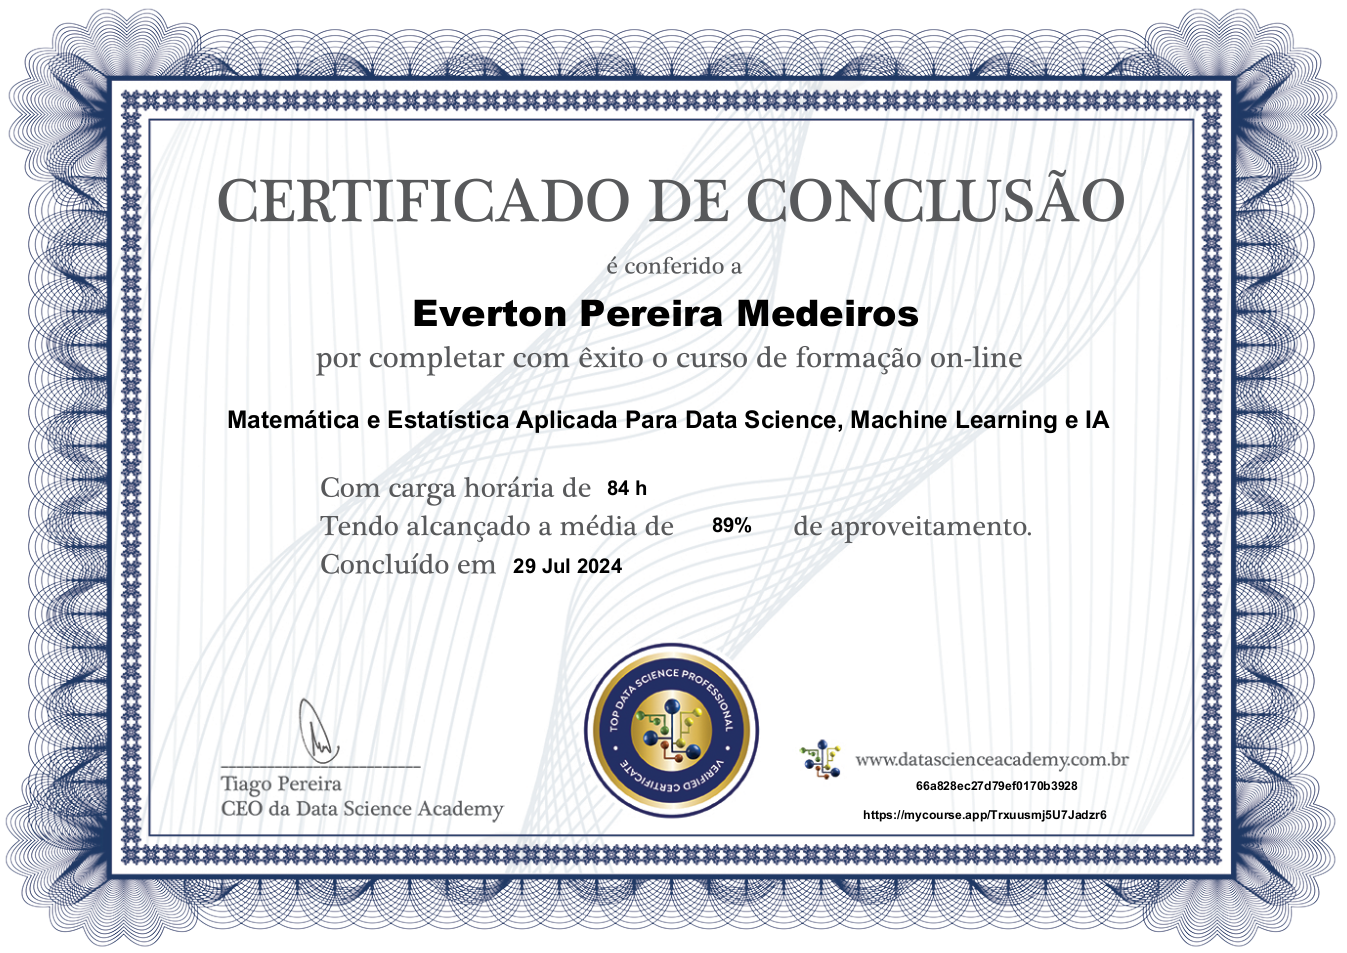 CERTIFICADO DE CONCLUSÃO
é conferido a
Everton Pereira Medeiros
por completar com êxito o curso de formação on-line
Matemática e Estatística Aplicada Para Data Science, Machine Learning e IA
Com carga horária de 84 h
Tendo alcançado a média de 89% de aproveitamento.
Concluído em 29 Jul 2024
TOP DATA SCIENCE PROFESSIONAL
VERIFIED CERTIFICATE
Tiago Pereira
CEO da Data Science Academy
www.datascienceacademy.com.br
66a828ec27d79ef0170b3928
https://mycourse.app/Trxuusmj5U7Jadzr6